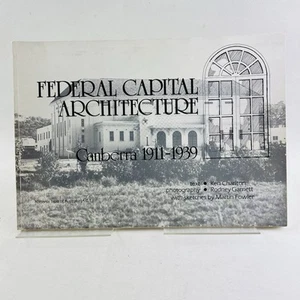 FEDERAL CAPITAL
ARCHITECTURE
Canberra 1911-1939
text • Ken Charlton
photography • Rodney Garnett
with sketches by Martin Fowler